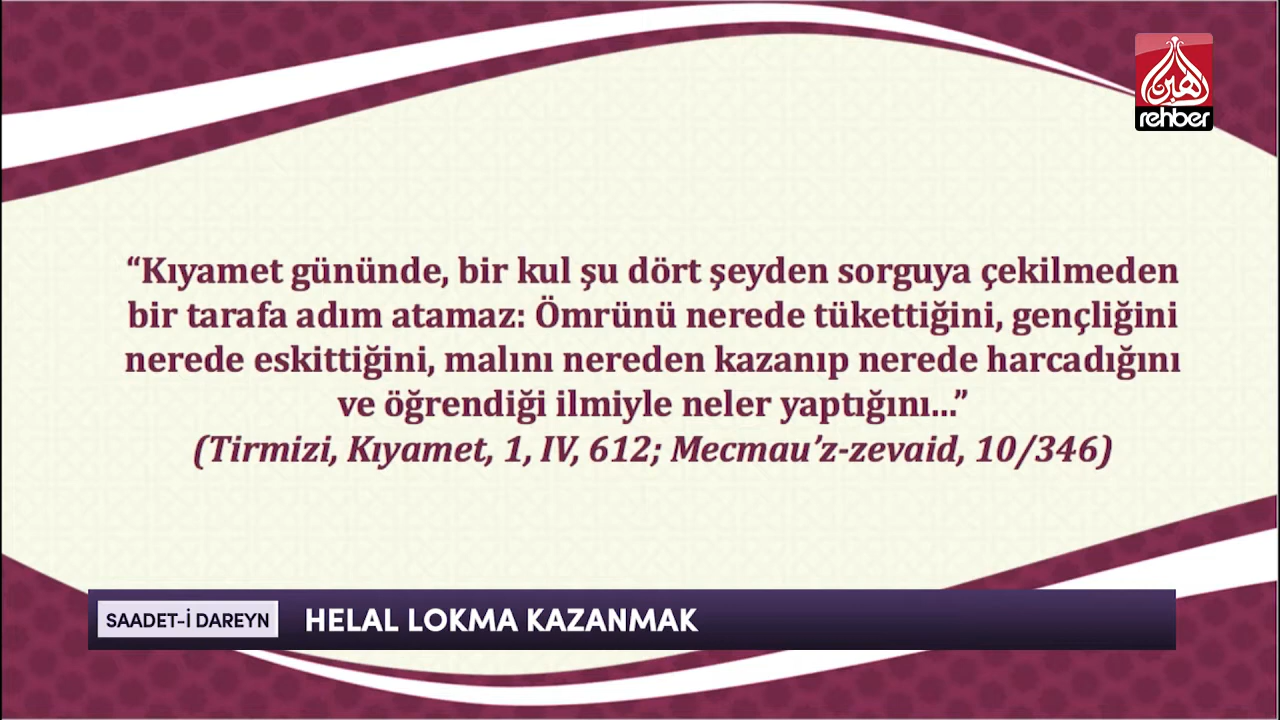 rehber
“Kıyamet gününde, bir kul şu dört şeyden sorguya çekilmeden
bir tarafa adım atamaz: Ömrünü nerede tükettiğini, gençliğini
nerede eskittiğini, malını nereden kazanıp nerede harcadığını
ve öğrendiği ilmiyle neler yaptığını...”
(Tirmizi, Kıyamet, 1, IV, 612; Mecmau’z-zevaid, 10/346)
SAADET-İ DAREYN
HELAL LOKMA KAZANMAK